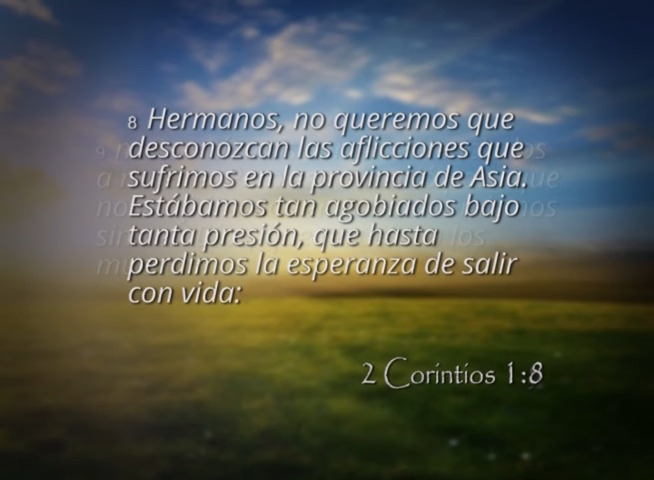 8 Hermanos, no queremos que
desconozcan las aflicciones que
sufrimos en la provincia de Asia.
Estábamos tan agobiados bajo
tanta presión, que hasta
perdimos la esperanza de salir
con vida:
2 Corintios 1:8